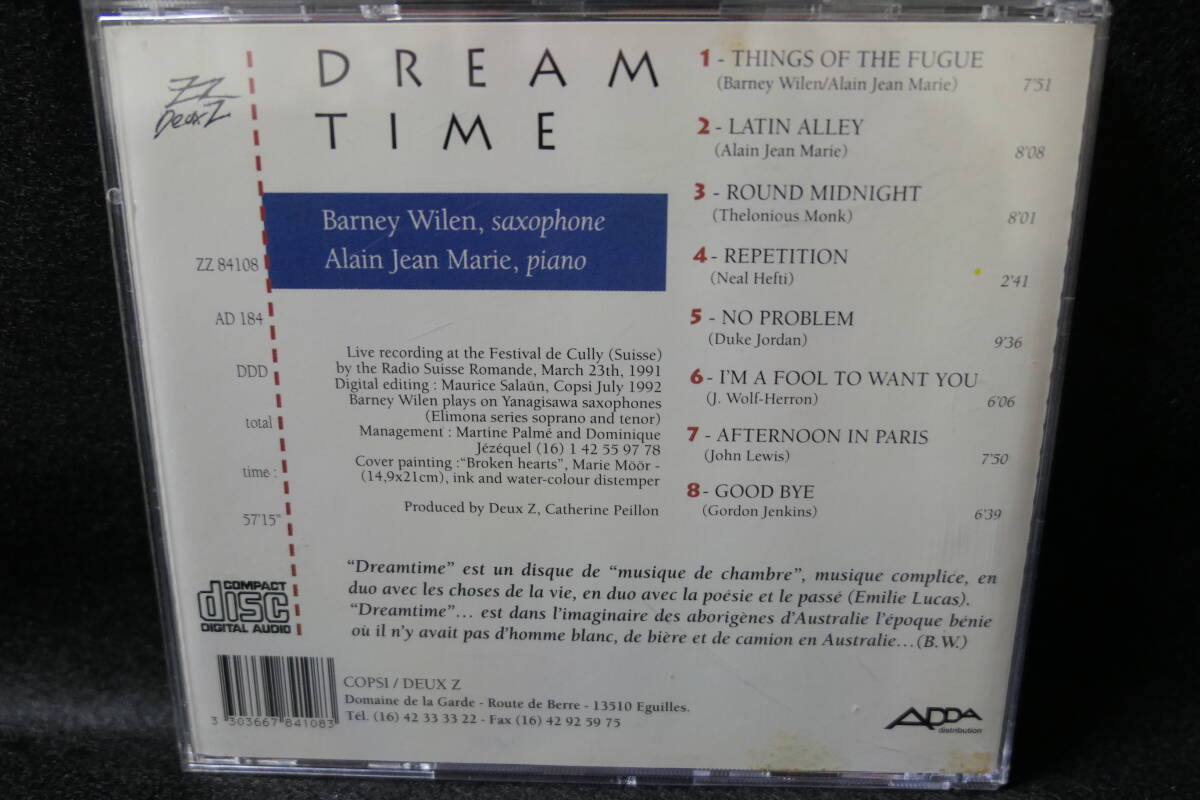 ZZ
Deux Z
DREAM
TIME
Barney Wilen, saxophone
Alain Jean Marie, piano
ZZ 84108
AD 184
DDD
total
time :
57'15"
Live recording at the Festival de Cully (Suisse)
by the Radio Suisse Romande, March 23th, 1991
Digital editing : Maurice Salaün, Copsi July 1992
Barney Wilen plays on Yanagisawa saxophones
(Elimona series soprano and tenor)
Management : Martine Palmé and Dominique
Jézéquel (16) 1 42 55 97 78
Cover painting :"Broken hearts", Marie Möör -
(14,9x21cm), ink and water-colour distemper
Produced by Deux Z, Catherine Peillon
1 - THINGS OF THE FUGUE
(Barney Wilen/Alain Jean Marie) 7'51
2 - LATIN ALLEY
(Alain Jean Marie) 8'08
3 - ROUND MIDNIGHT
(Thelonious Monk) 8'01
4 - REPETITION
(Neal Hefti) 2'41
5 - NO PROBLEM
(Duke Jordan) 9'36
6 - I'M A FOOL TO WANT YOU
(J. Wolf-Herron) 6'06
7 - AFTERNOON IN PARIS
(John Lewis) 7'50
8 - GOOD BYE
(Gordon Jenkins) 6'39
"Dreamtime" est un disque de "musique de chambre", musique complice, en
duo avec les choses de la vie, en duo avec la poésie et le passé (Emilie Lucas).
"Dreamtime"... est dans l'imaginaire des aborigènes d'Australie l'époque bénie
où il n'y avait pas d'homme blanc, de bière et de camion en Australie...(B.W.)
COMPACT
disc
DIGITAL AUDIO
3 303667 841083
COPSI / DEUX Z
Domaine de la Garde - Route de Berre - 13510 Eguilles.
Tél. (16) 42 33 33 22 - Fax (16) 42 92 59 75
ADDA
distribution